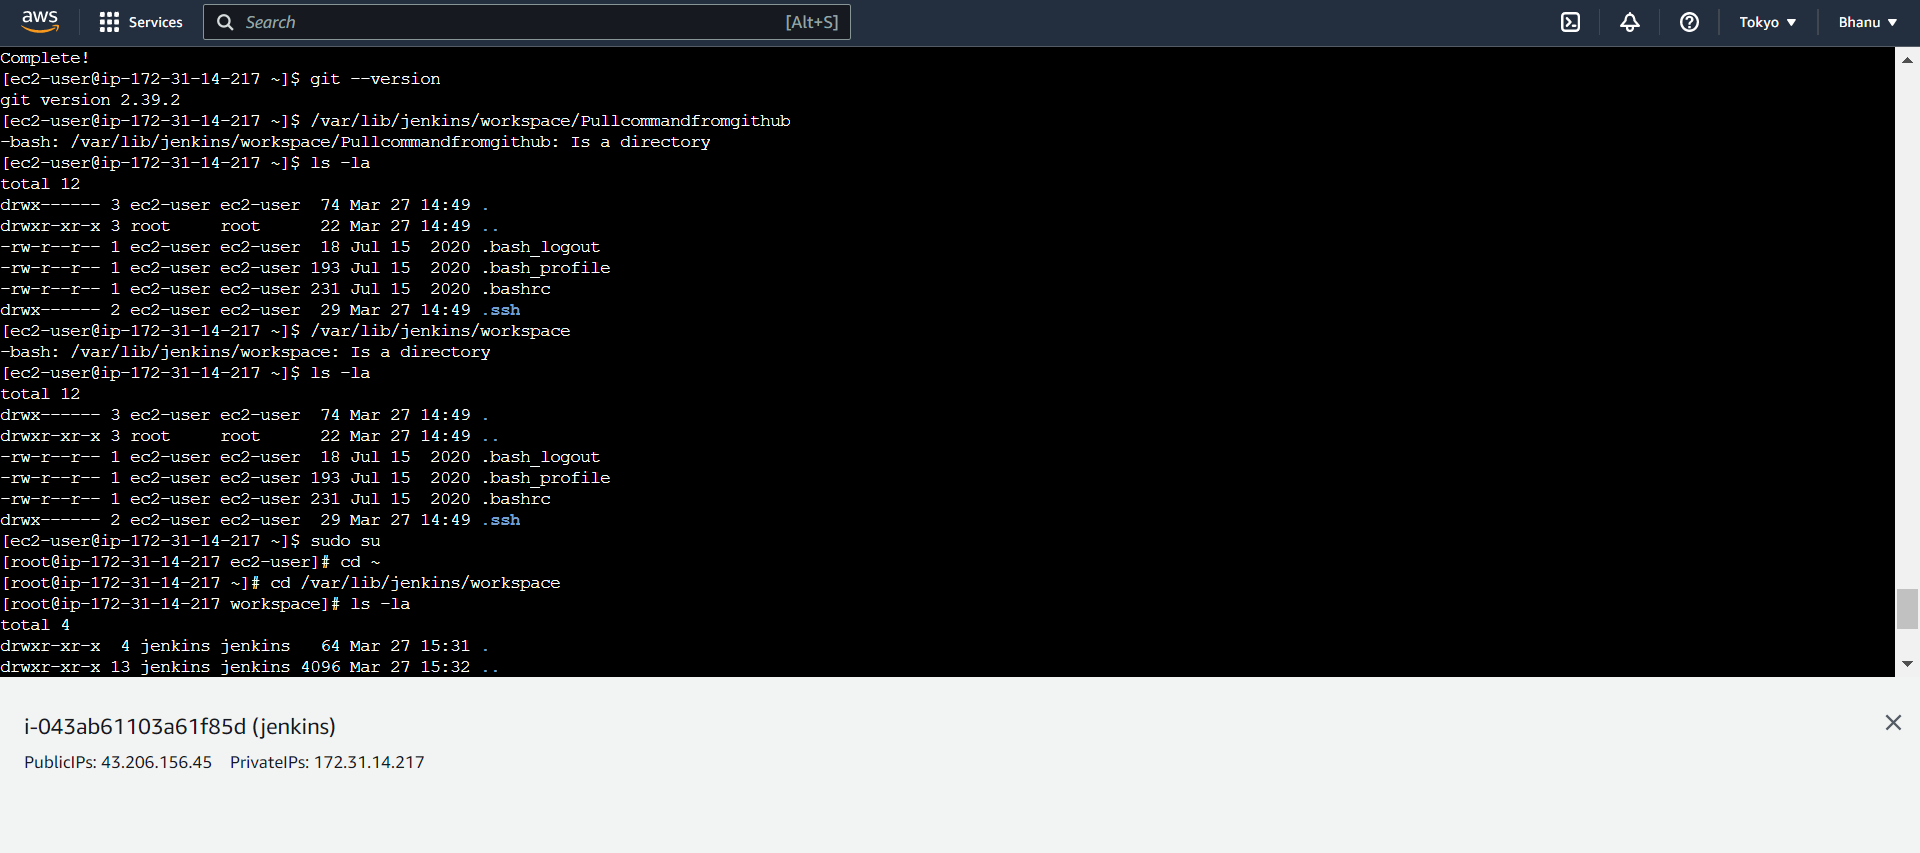 aws Services Search [Alt+S] Tokyo ▼ Bhanu ▼
Complete!
[ec2-user@ip-172-31-14-217 ~]$ git --version
git version 2.39.2
[ec2-user@ip-172-31-14-217 ~]$ /var/lib/jenkins/workspace/Pullcommandfromgithub
-bash: /var/lib/jenkins/workspace/Pullcommandfromgithub: Is a directory
[ec2-user@ip-172-31-14-217 ~]$ ls -la
total 12
drwx------ 3 ec2-user ec2-user  74 Mar 27 14:49 .
drwxr-xr-x 3 root     root      22 Mar 27 14:49 ..
-rw-r--r-- 1 ec2-user ec2-user  18 Jul 15  2020 .bash_logout
-rw-r--r-- 1 ec2-user ec2-user 193 Jul 15  2020 .bash_profile
-rw-r--r-- 1 ec2-user ec2-user 231 Jul 15  2020 .bashrc
drwx------ 2 ec2-user ec2-user  29 Mar 27 14:49 .ssh
[ec2-user@ip-172-31-14-217 ~]$ /var/lib/jenkins/workspace
-bash: /var/lib/jenkins/workspace: Is a directory
[ec2-user@ip-172-31-14-217 ~]$ ls -la
total 12
drwx------ 3 ec2-user ec2-user  74 Mar 27 14:49 .
drwxr-xr-x 3 root     root      22 Mar 27 14:49 ..
-rw-r--r-- 1 ec2-user ec2-user  18 Jul 15  2020 .bash_logout
-rw-r--r-- 1 ec2-user ec2-user 193 Jul 15  2020 .bash_profile
-rw-r--r-- 1 ec2-user ec2-user 231 Jul 15  2020 .bashrc
drwx------ 2 ec2-user ec2-user  29 Mar 27 14:49 .ssh
[ec2-user@ip-172-31-14-217 ~]$ sudo su
[root@ip-172-31-14-217 ec2-user]# cd ~
[root@ip-172-31-14-217 ~]# cd /var/lib/jenkins/workspace
[root@ip-172-31-14-217 workspace]# ls -la
total 4
drwxr-xr-x  4 jenkins jenkins   64 Mar 27 15:31 .
drwxr-xr-x 13 jenkins jenkins 4096 Mar 27 15:32 ..
i-043ab61103a61f85d (jenkins)
PublicIPs: 43.206.156.45 PrivateIPs: 172.31.14.217